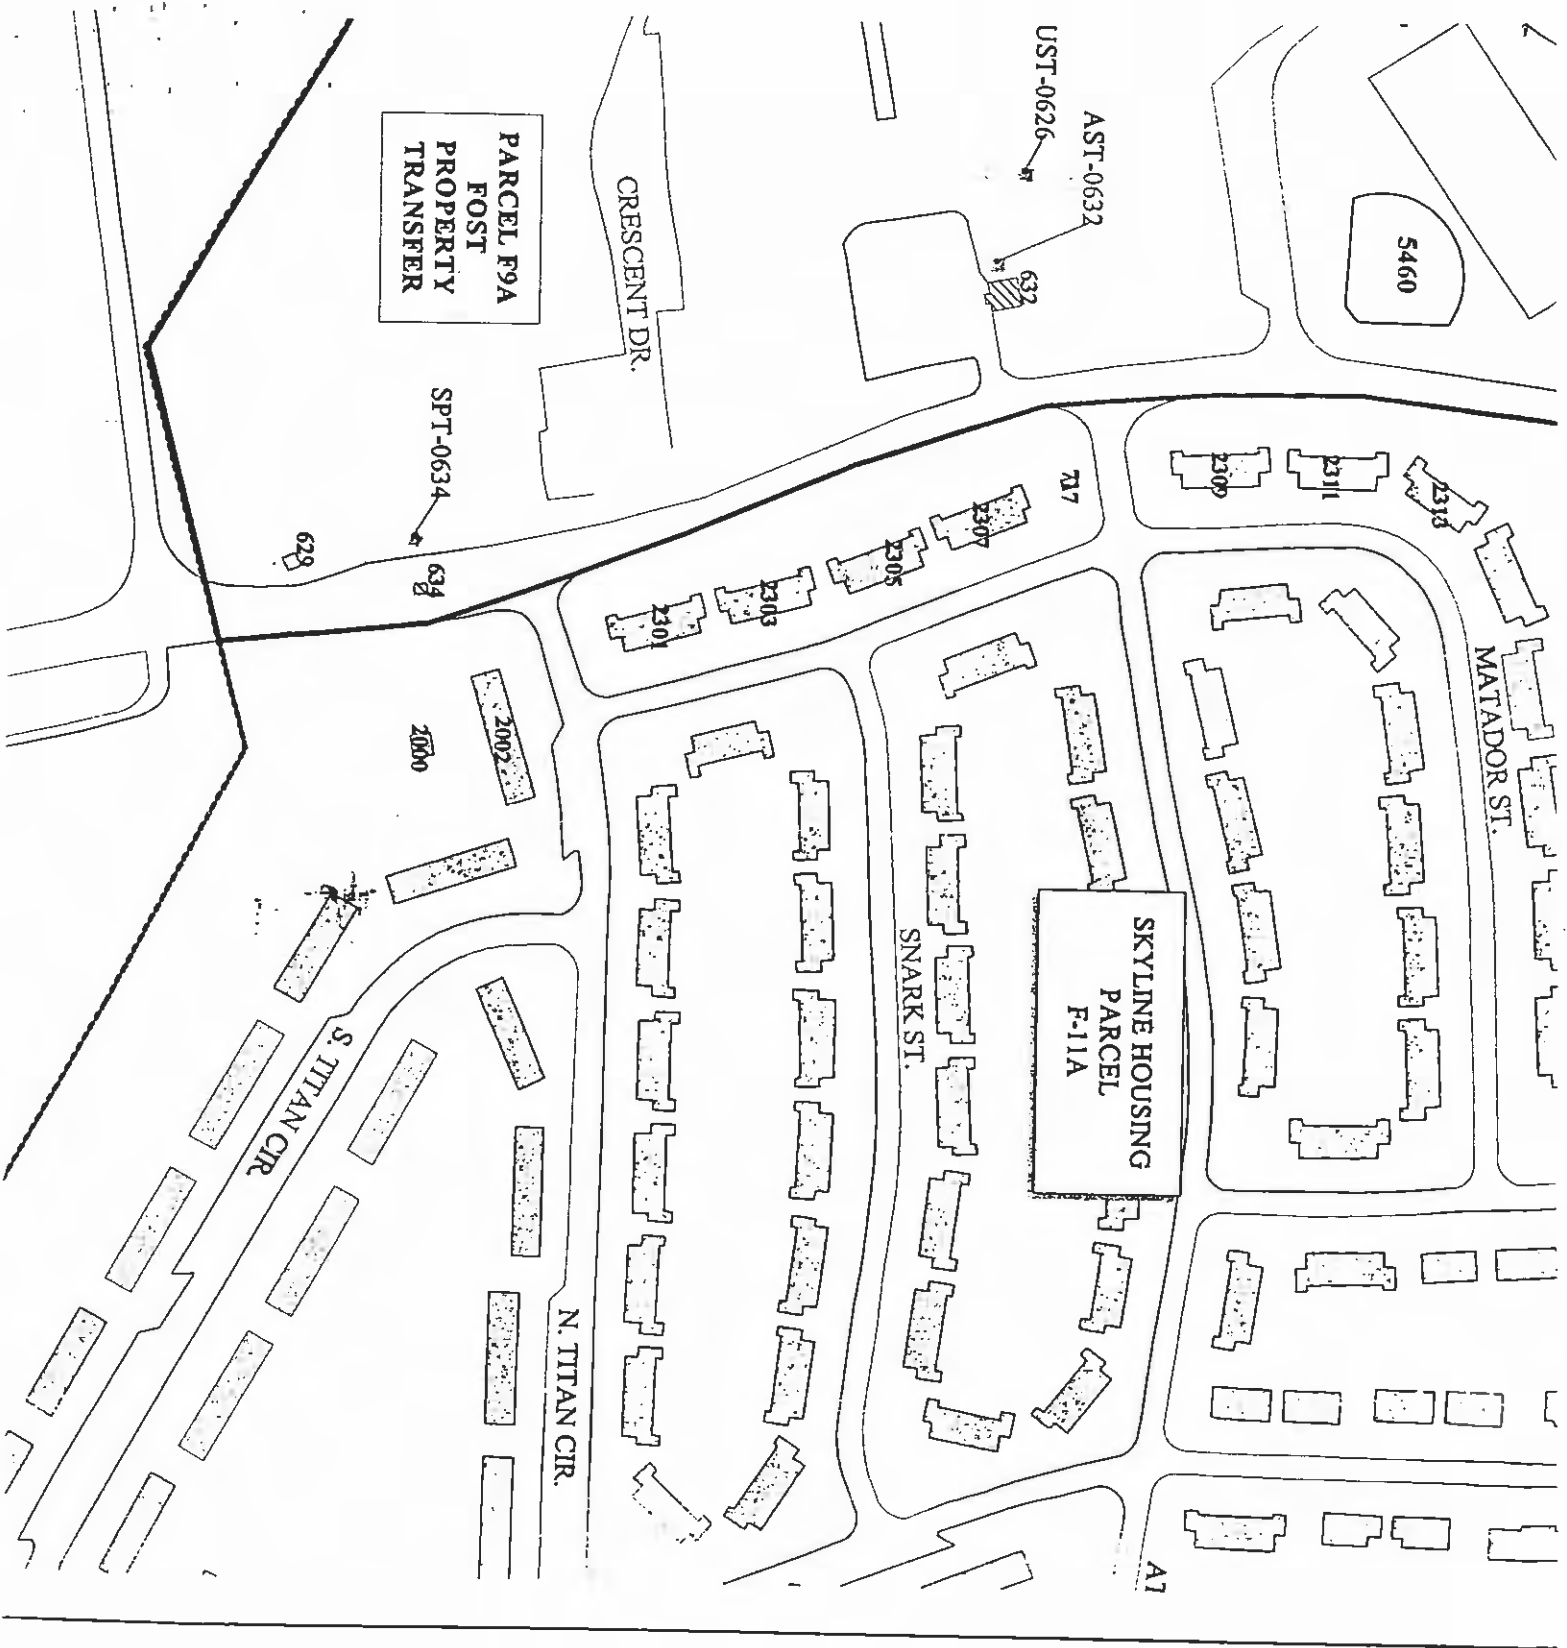 5460
AST-0632
UST-0626
632
CRESCENT DR.
PARCEL F9A
FOST
PROPERTY
TRANSFER
SPT-0634
629
634
2313
2311
2309
717
2307
2305
2303
2301
2002
2000
MATADOR ST.
SKYLINE HOUSING
PARCEL
F-11A
SNARK ST.
S. TITAN CIR.
N. TITAN CIR.